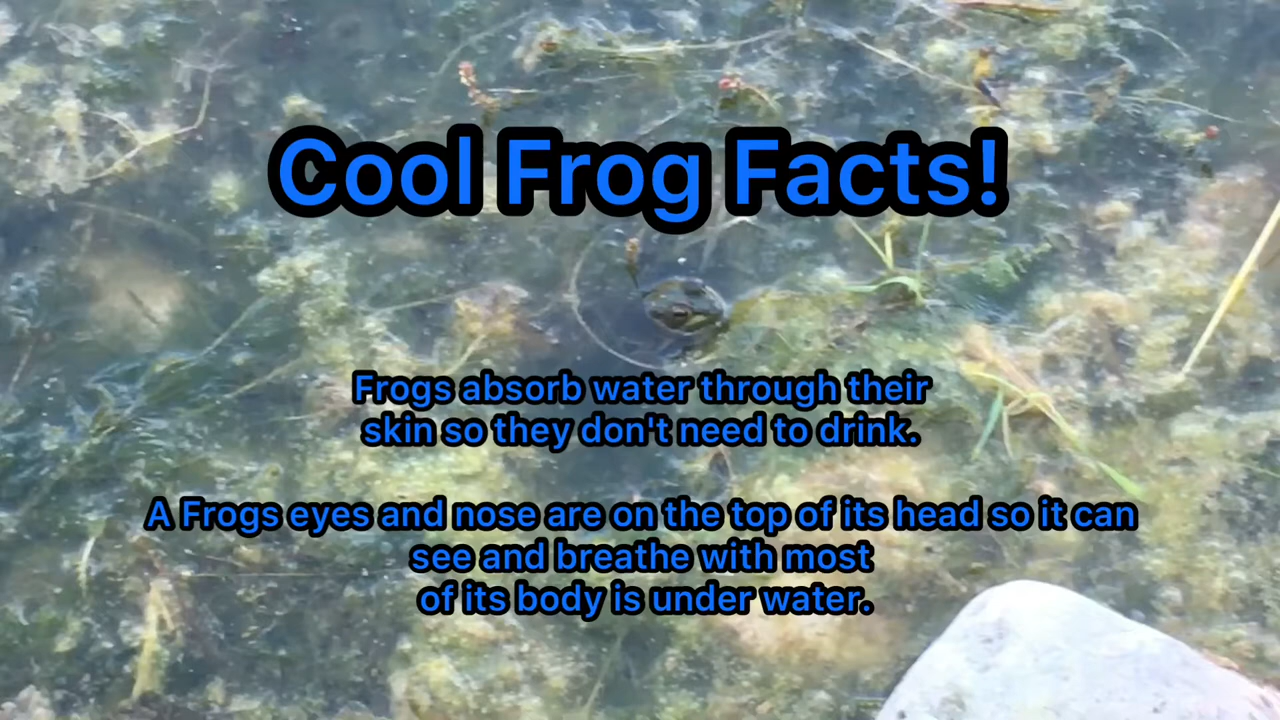 Cool Frog Facts!
Frogs absorb water through their
skin so they don't need to drink.
A Frogs eyes and nose are on the top of its head so it can
see and breathe with most
of its body is under water.